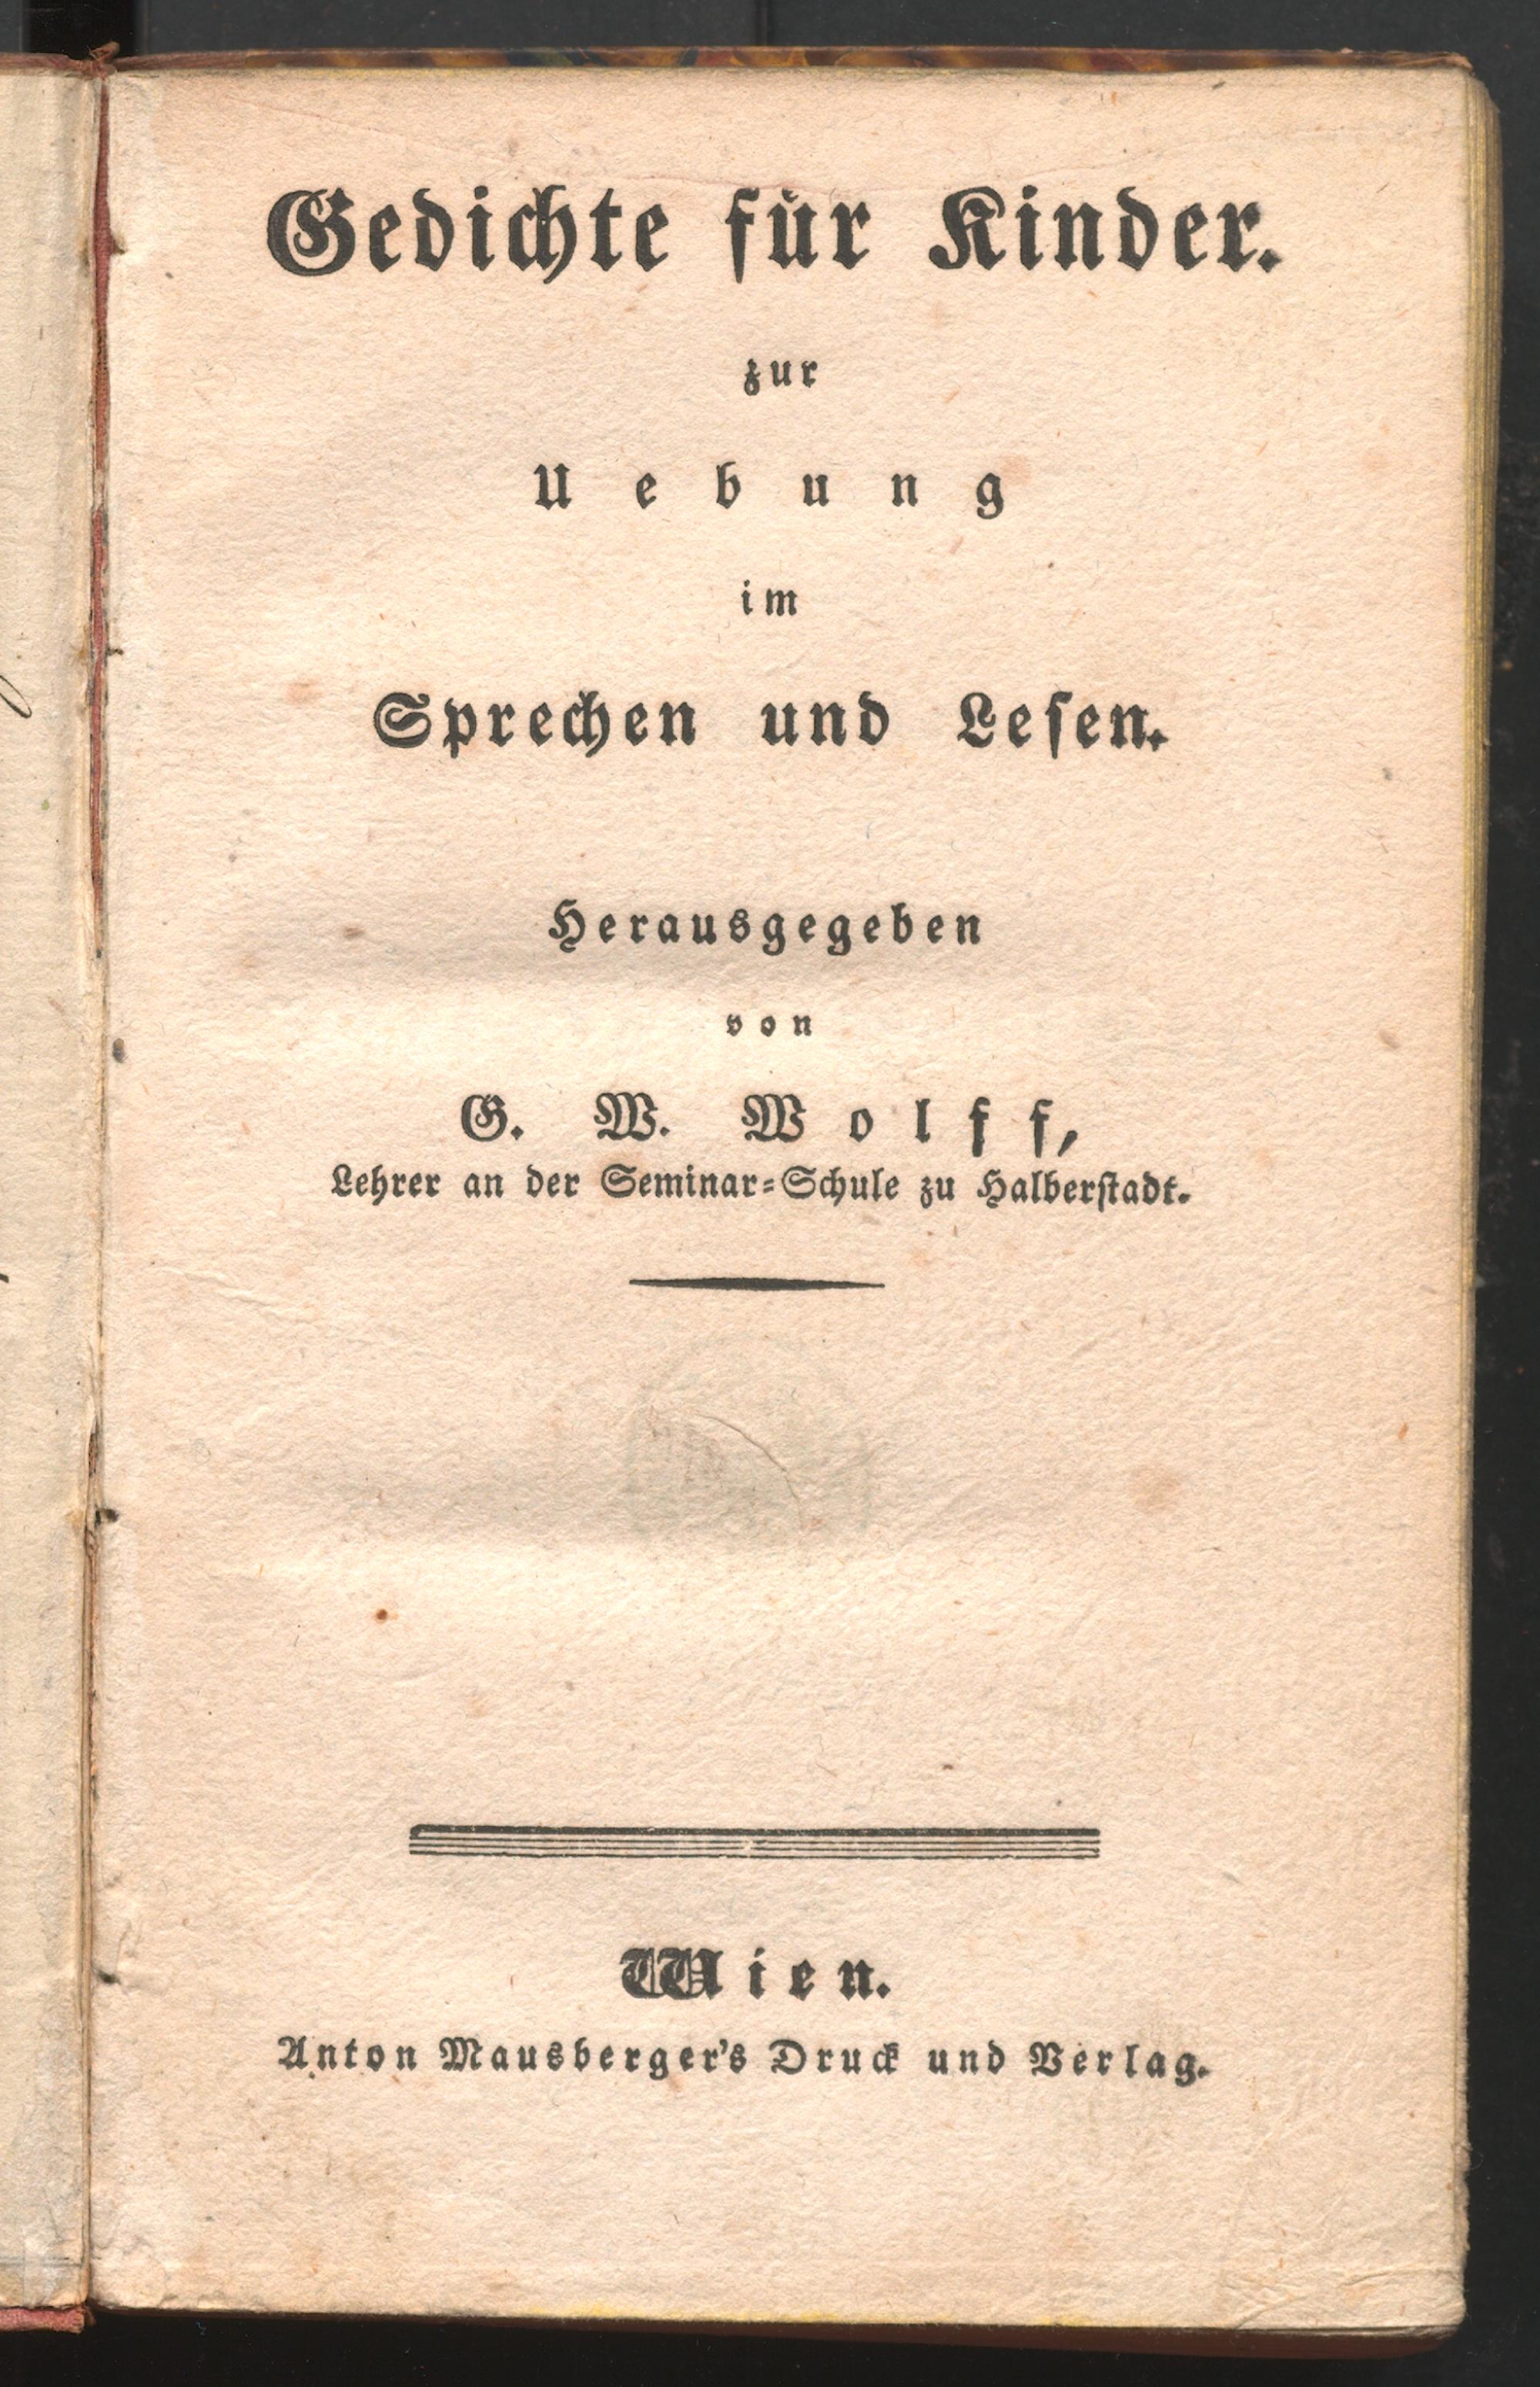 Gedichte für Kinder.
zur
Uebung
im
Sprechen und Lesen.
Herausgegeben
von
G. W. Wolff,
Lehrer an der Seminar-Schule zu Halberstadt.
Wien.
Anton Mausberger's Druck und Verlag.